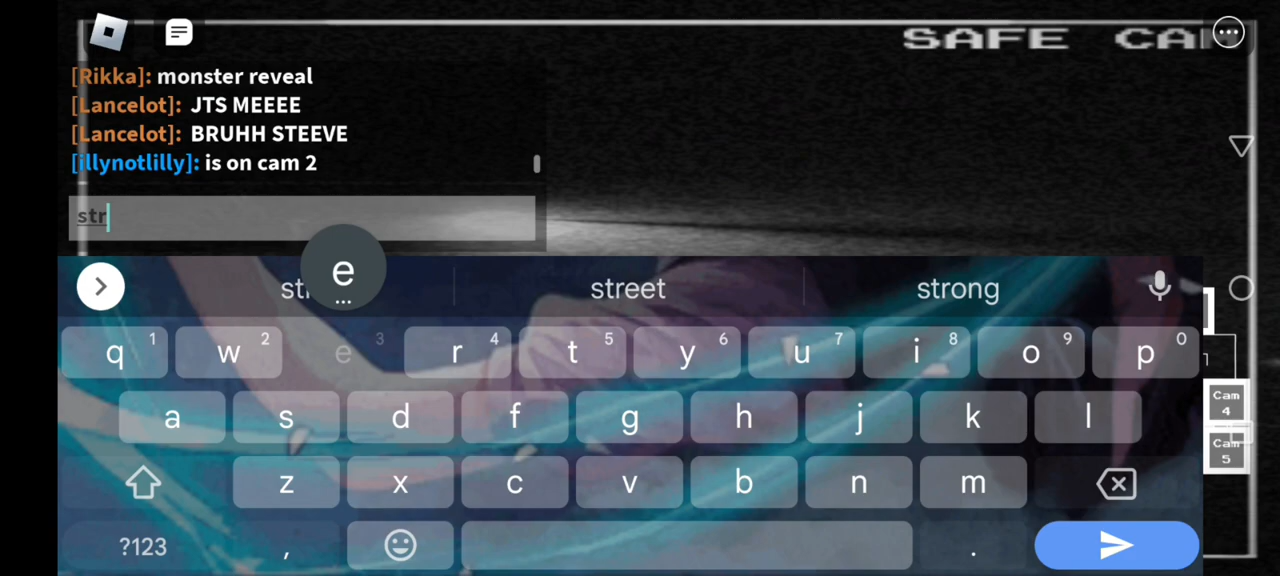 SAFE CA
[Rikka]: monster reveal
[Lancelot]: JTS MEEEE
[Lancelot]: BRUHH STEEVE
[illynotlilly]: is on cam 2
str
e
street strong
q 1 w 2 e 3 r 4 t 5 y 6 u 7 i 8 o 9 p 0
a s d f g h j k l
Cam
4
Cam
5
z x c v b n m
?123 , .